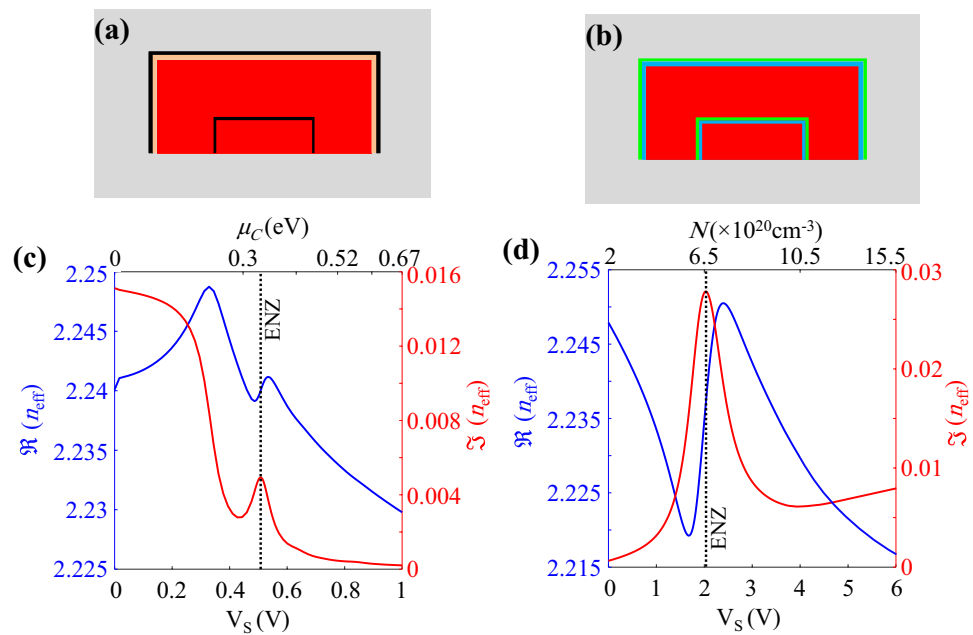 (a)
(b)
μC (eV)
(c) 0 0.3 0.52 0.67
2.25 0.016
2.245
0.012
2.24
0.008
2.235
2.23 0.004
2.225 0
ℜ (neff)
ENZ
ℑ (neff)
0 0.2 0.4 0.6 0.8 1
VS (V)
N(×10²⁰cm⁻³)
(d) 2 6.5 10.5 15.5
2.255 0.03
2.245
0.02
2.235
0.01
2.225
2.215 0
ℜ (neff)
ENZ
ℑ (neff)
0 1 2 3 4 5 6
VS (V)